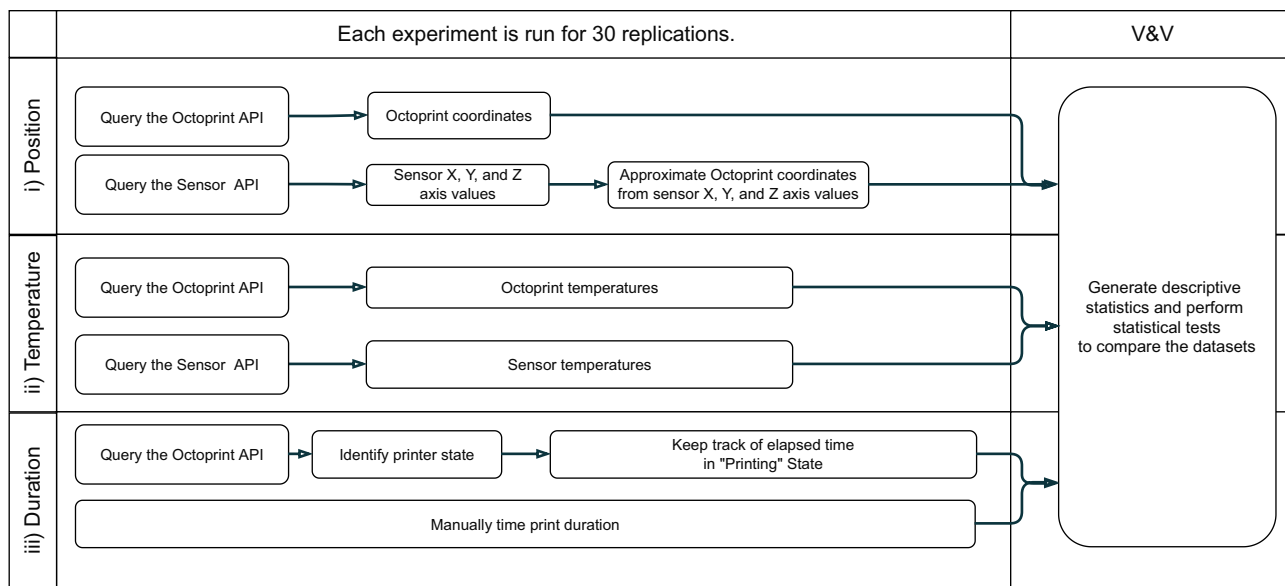 Each experiment is run for 30 replications.
V&V
i) Position
Query the Octoprint API
Octoprint coordinates
Query the Sensor  API
Sensor X, Y, and Z
axis values
Approximate Octoprint coordinates
from sensor X, Y, and Z axis values
ii) Temperature
Query the Octoprint API
Octoprint temperatures
Query the Sensor  API
Sensor temperatures
iii) Duration
Query the Octoprint API
Identify printer state
Keep track of elapsed time
in "Printing" State
Manually time print duration
Generate descriptive
statistics and perform
statistical tests
to compare the datasets